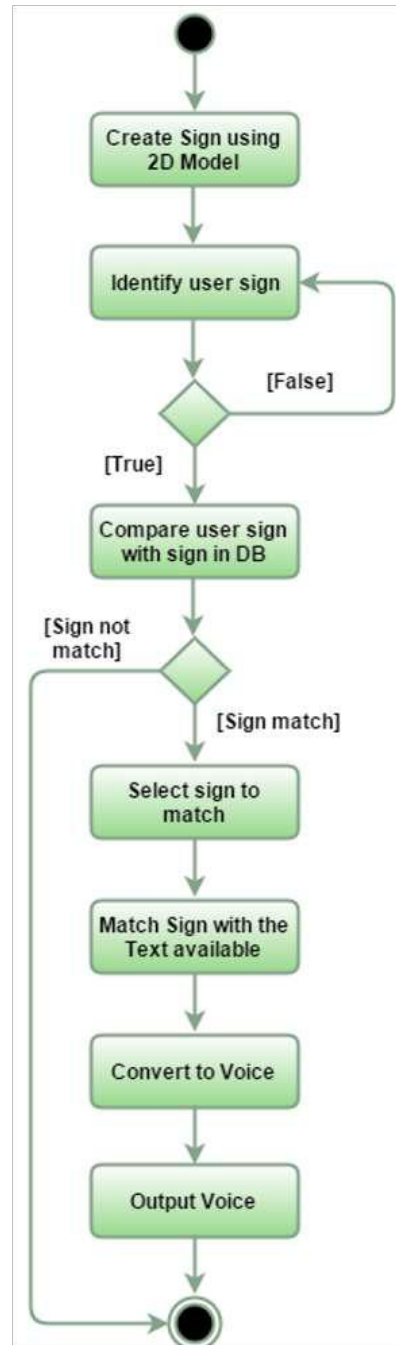 Create Sign using
2D Model
Identify user sign
[False]
[True]
Compare user sign
with sign in DB
[Sign not
match]
[Sign match]
Select sign to
match
Match Sign with the
Text available
Convert to Voice
Output Voice